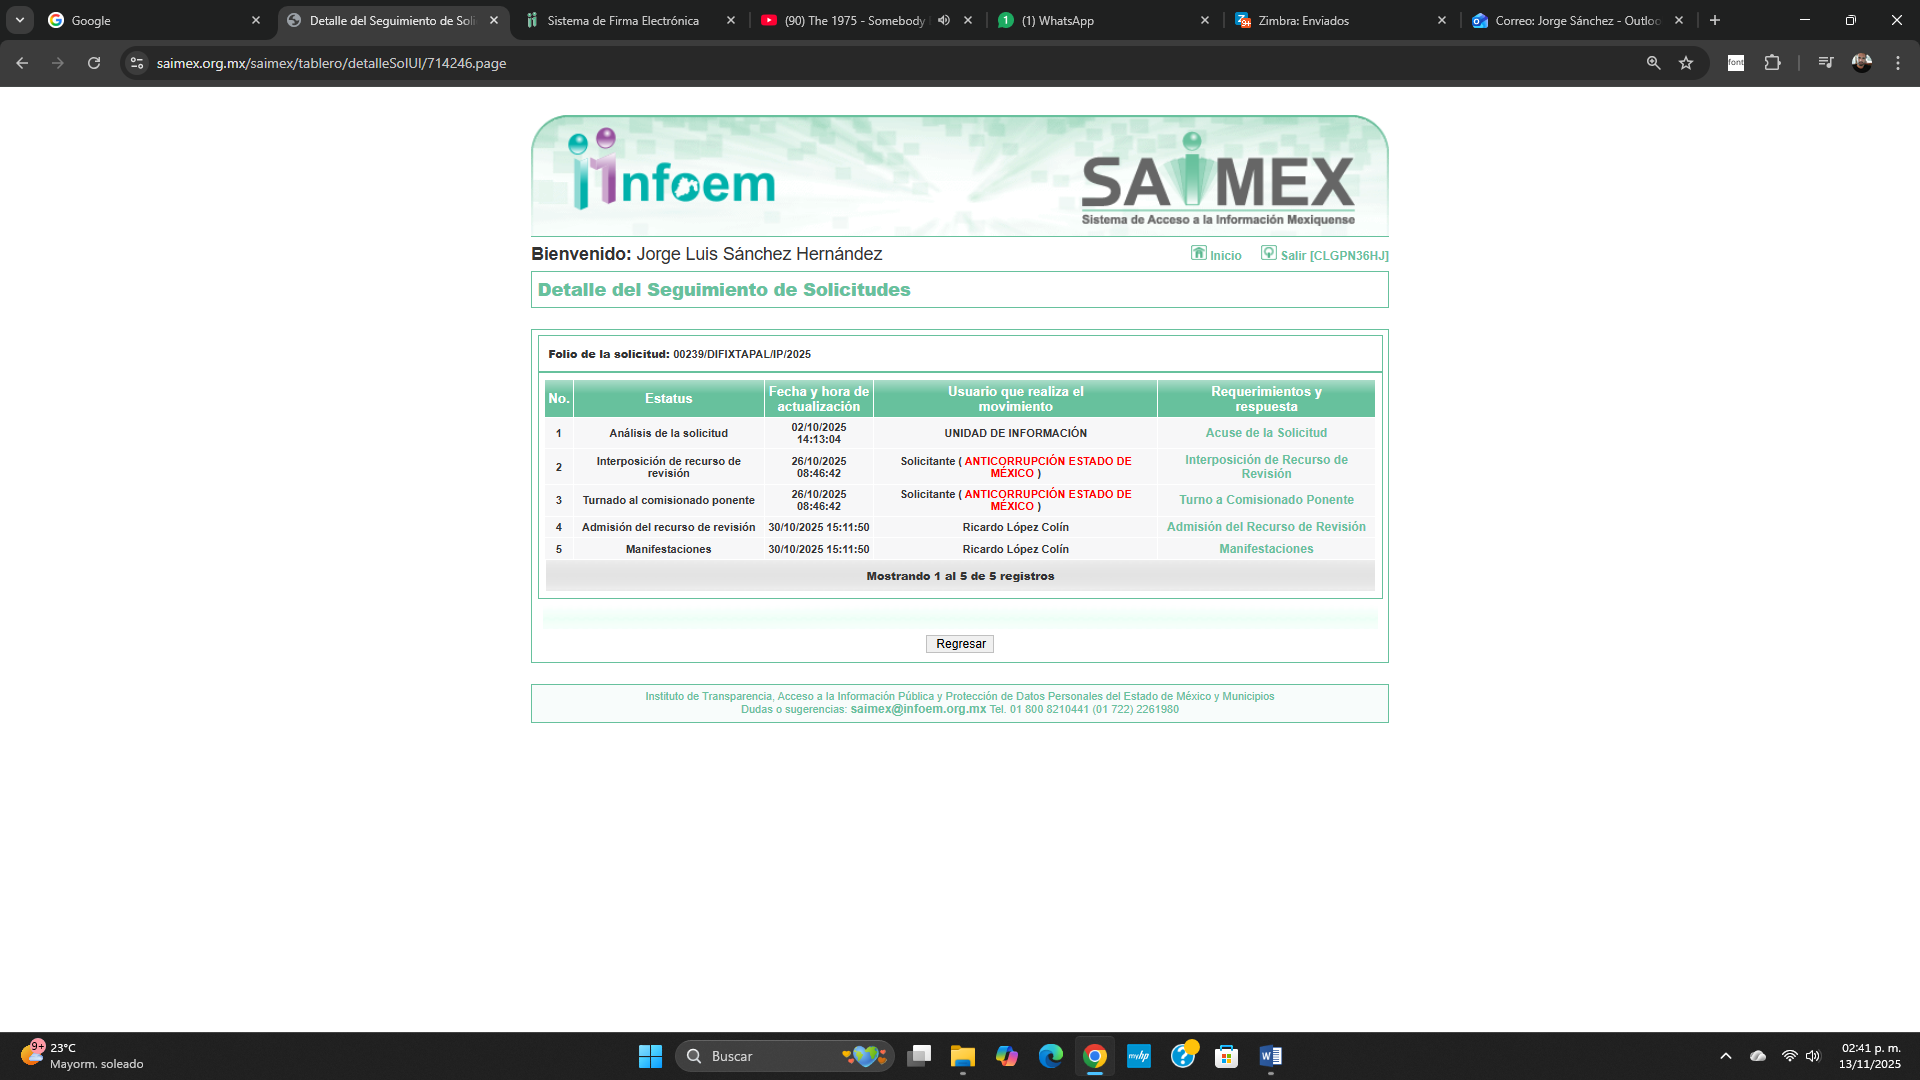 Google
Detalle del Seguimiento de Soli
Sistema de Firma Electrónica
(90) The 1975 - Somebody
1
(1) WhatsApp
9+
Zimbra: Enviados
Correo: Jorge Sánchez - Outloo
saimex.org.mx/saimex/tablero/detalleSolUI/714246.page
font
infoem
SAIMEX
Sistema de Acceso a la Información Mexiquense
Bienvenido: Jorge Luis Sánchez Hernández
Inicio
Salir [CLGPN36HJ]
Detalle del Seguimiento de Solicitudes
Folio de la solicitud: 00239/DIFIXTAPAL/IP/2025
No. Estatus Fecha y hora de actualización Usuario que realiza el movimiento Requerimientos y respuesta
1 Análisis de la solicitud 02/10/2025 14:13:04 UNIDAD DE INFORMACIÓN Acuse de la Solicitud
2 Interposición de recurso de revisión 26/10/2025 08:46:42 Solicitante ( ANTICORRUPCIÓN ESTADO DE MÉXICO ) Interposición de Recurso de Revisión
3 Turnado al comisionado ponente 26/10/2025 08:46:42 Solicitante ( ANTICORRUPCIÓN ESTADO DE MÉXICO ) Turno a Comisionado Ponente
4 Admisión del recurso de revisión 30/10/2025 15:11:50 Ricardo López Colín Admisión del Recurso de Revisión
5 Manifestaciones 30/10/2025 15:11:50 Ricardo López Colín Manifestaciones
Mostrando 1 al 5 de 5 registros
Regresar
Instituto de Transparencia, Acceso a la Información Pública y Protección de Datos Personales del Estado de México y Municipios
Dudas o sugerencias: saimex@infoem.org.mx Tel. 01 800 8210441 (01 722) 2261980
9+
23°C
Mayorm. soleado
Buscar
myhp
W
02:41 p. m.
13/11/2025